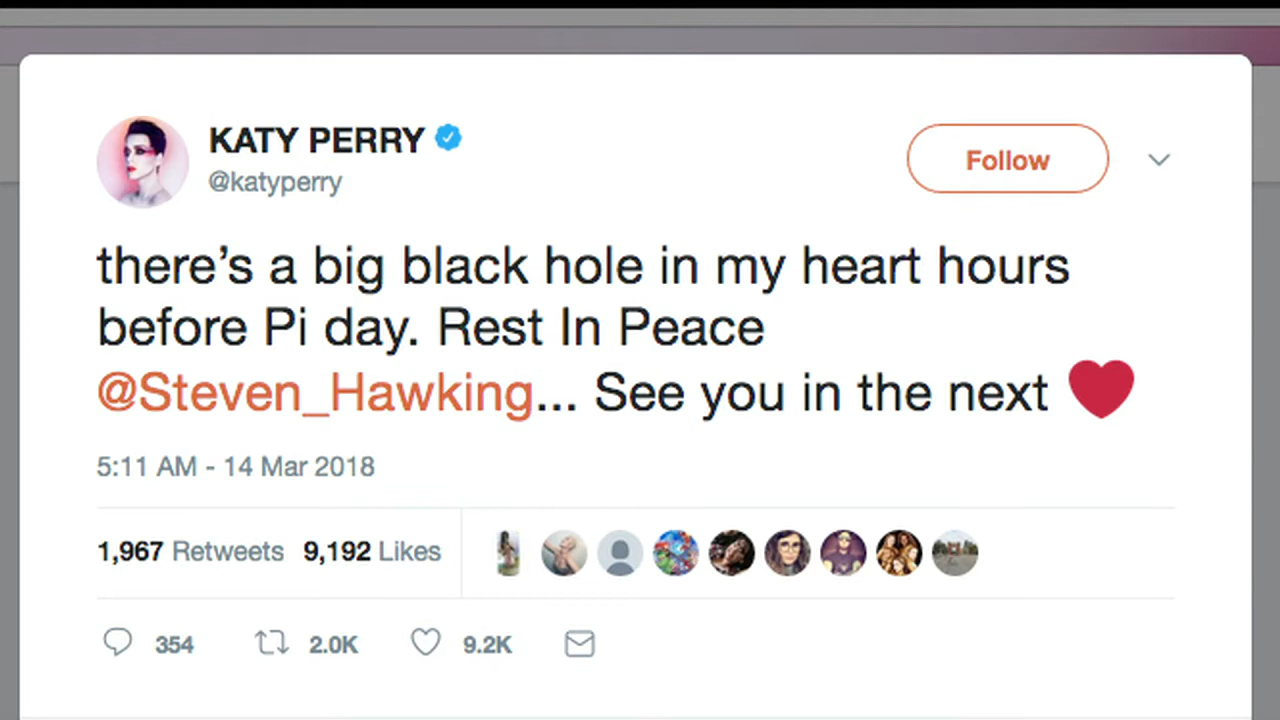 KATY PERRY
@katyperry
Follow
there’s a big black hole in my heart hours
before Pi day. Rest In Peace
@Steven_Hawking... See you in the next ❤️
5:11 AM - 14 Mar 2018
1,967 Retweets 9,192 Likes
354 2.0K 9.2K